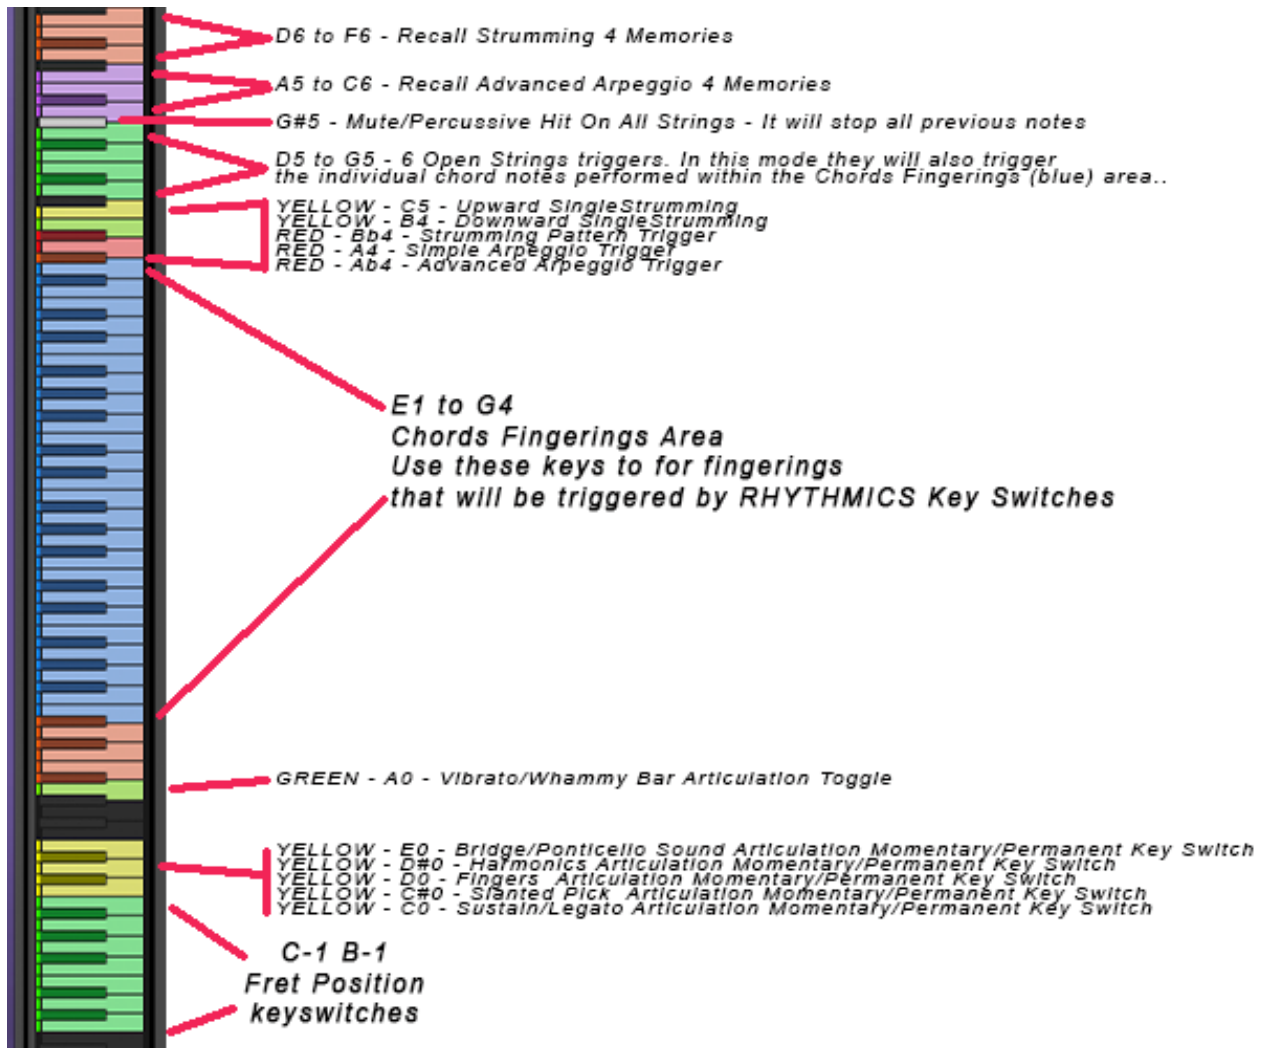 D6 to F6 - Recall Strumming 4 Memories
A5 to C6 - Recall Advanced Arpeggio 4 Memories
G#5 - Mute/Percussive Hit On All Strings - It will stop all previous notes
D5 to G5 - 6 Open Strings triggers. In this mode they will also trigger
the individual chord notes performed within the Chords Fingerings (blue) area..
YELLOW - C5 - Upward SingleStrumming
YELLOW - B4 - Downward SingleStrumming
RED - Bb4 - Strumming Pattern Trigger
RED - A4 - Simple Arpeggio Trigger
RED - Ab4 - Advanced Arpeggio Trigger
E1 to G4
Chords Fingerings Area
Use these keys to for fingerings
that will be triggered by RHYTHMICS Key Switches
GREEN - A0 - Vibrato/Whammy Bar Articulation Toggle
YELLOW - E0 - Bridge/Ponticello Sound Articulation Momentary/Permanent Key Switch
YELLOW - D#0 - Harmonics Articulation Momentary/Permanent Key Switch
YELLOW - D0 - Fingers Articulation Momentary/Permanent Key Switch
YELLOW - C#0 - Slanted Pick Articulation Momentary/Permanent Key Switch
YELLOW - C0 - Sustain/Legato Articulation Momentary/Permanent Key Switch
C-1 B-1
Fret Position
keyswitches